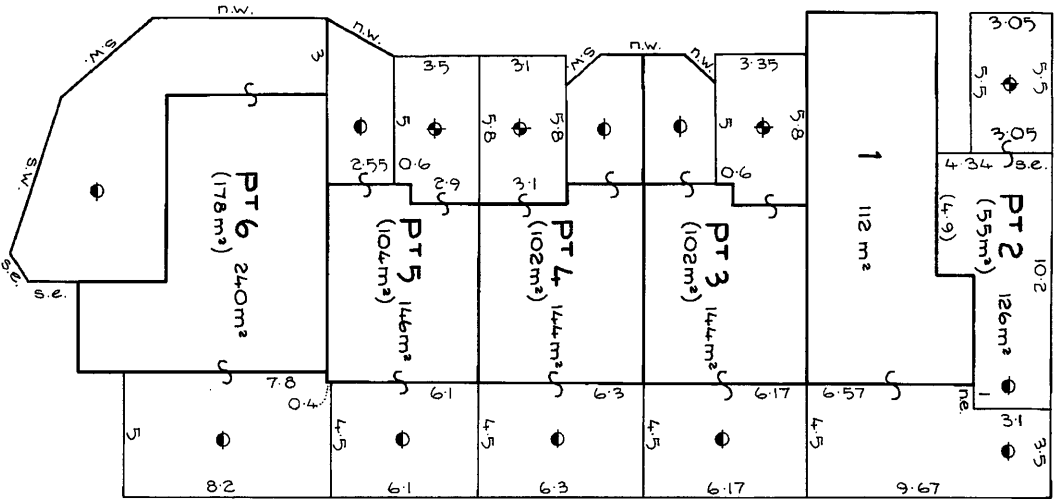 n.w.
s.w.
s.w.
s.e.
s.e.
3
n.w.
3.5
3.1
5
5.8
5.8
2.55
0.6
2.9
3.1
s.w.
n.w.
n.w.
3.35
5
5.8
0.6
3.05
5.5
5.5
3.05
4.34
s.e.
PT 6
(178m²)
240m²
PT 5
(104m²)
146m²
PT 4
(102m²)
144m²
PT 3
(102m²)
144m²
1
112 m²
PT 2
(55m²)
(4.9)
126m²
10.2
7.8
0.4
6.1
6.3
6.17
6.57
n.e.
1
3.1
3.5
5
4.5
4.5
4.5
4.5
8.2
6.1
6.3
6.17
9.67